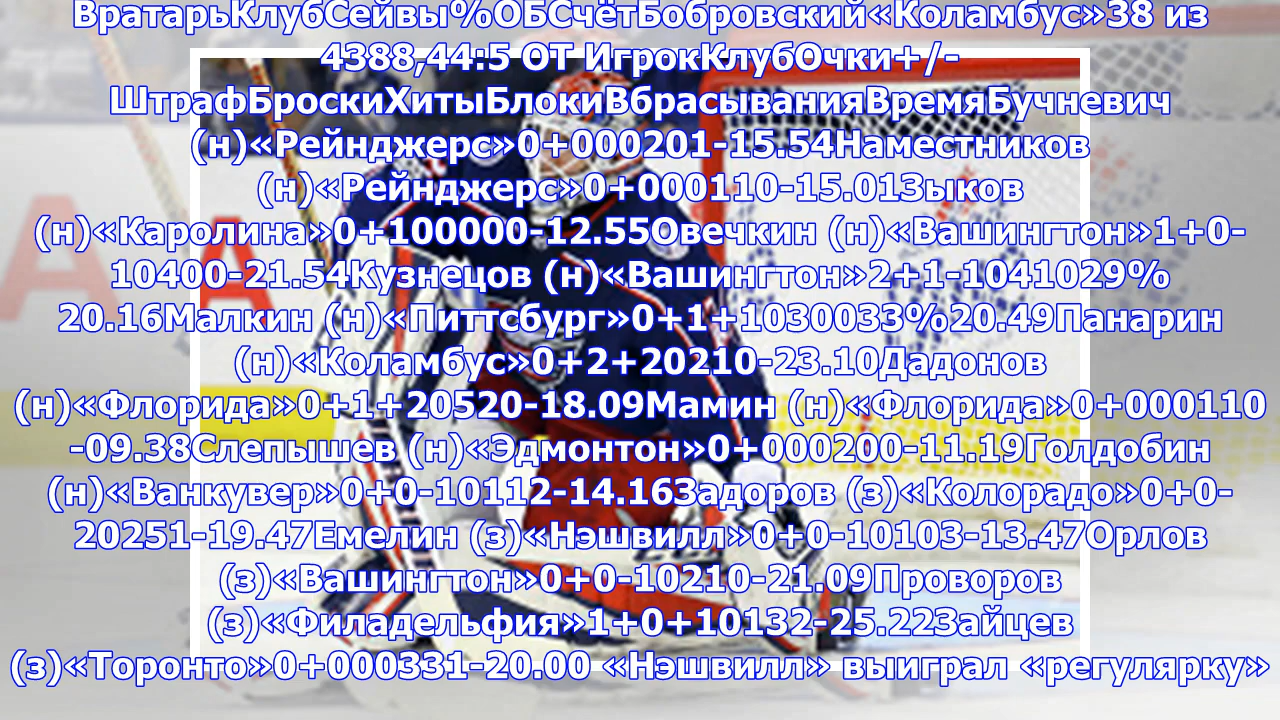 ВратарьКлубСейвы%ОБСчётБобровский«Коламбус»38 из
4388,44:5 ОТ ИгрокКлубОчки+/-
ШтрафБроскиХитыБлокиВбрасыванияВремяБучневич
(н)«Рейнджерс»0+000201-15.54Наместников
(н)«Рейнджерс»0+000110-15.01Зыков
(н)«Каролина»0+100000-12.55Овечкин (н)«Вашингтон»1+0-
10400-21.54Кузнецов (н)«Вашингтон»2+1-1041029%
20.16Малкин (н)«Питтсбург»0+1+1030033%20.49Панарин
(н)«Коламбус»0+2+20210-23.10Дадонов
(н)«Флорида»0+1+20520-18.09Мамин (н)«Флорида»0+000110
-09.38Слепышев (н)«Эдмонтон»0+000200-11.19Голдобин
(н)«Ванкувер»0+0-10112-14.16Задоров (з)«Колорадо»0+0-
20251-19.47Емелин (з)«Нэшвилл»0+0-10103-13.47Орлов
(з)«Вашингтон»0+0-10210-21.09Проворов
(з)«Филадельфия»1+0+10132-25.22Зайцев
(з)«Торонто»0+000331-20.00 «Нэшвилл» выиграл «регулярку»